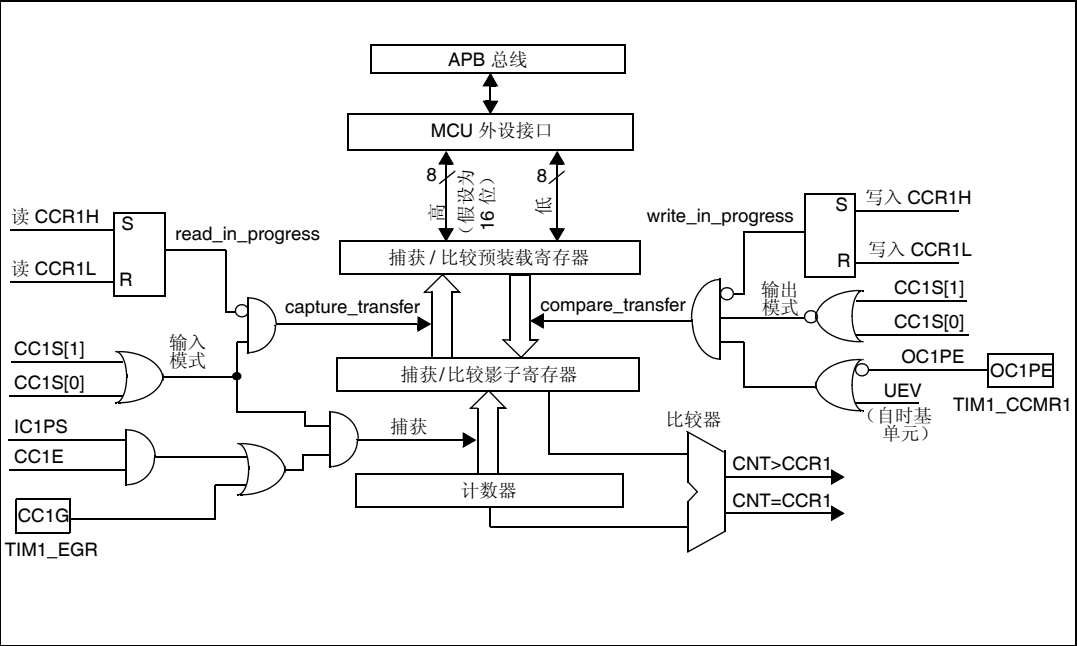 APB 总线
MCU 外设接口
8
8
高
(假设为
16 位)
低
读 CCR1H
S
read_in_progress
读 CCR1L
R
write_in_progress
S
写入 CCR1H
R
写入 CCR1L
捕获 / 比较预装载寄存器
capture_transfer
compare_transfer
输出
模式
CC1S[1]
CC1S[0]
输入
模式
CC1S[1]
CC1S[0]
捕获/比较影子寄存器
OC1PE
OC1PE
UEV
TIM1_CCMR1
(自时基
单元)
IC1PS
CC1E
捕获
比较器
CNT>CCR1
CNT=CCR1
计数器
CC1G
TIM1_EGR